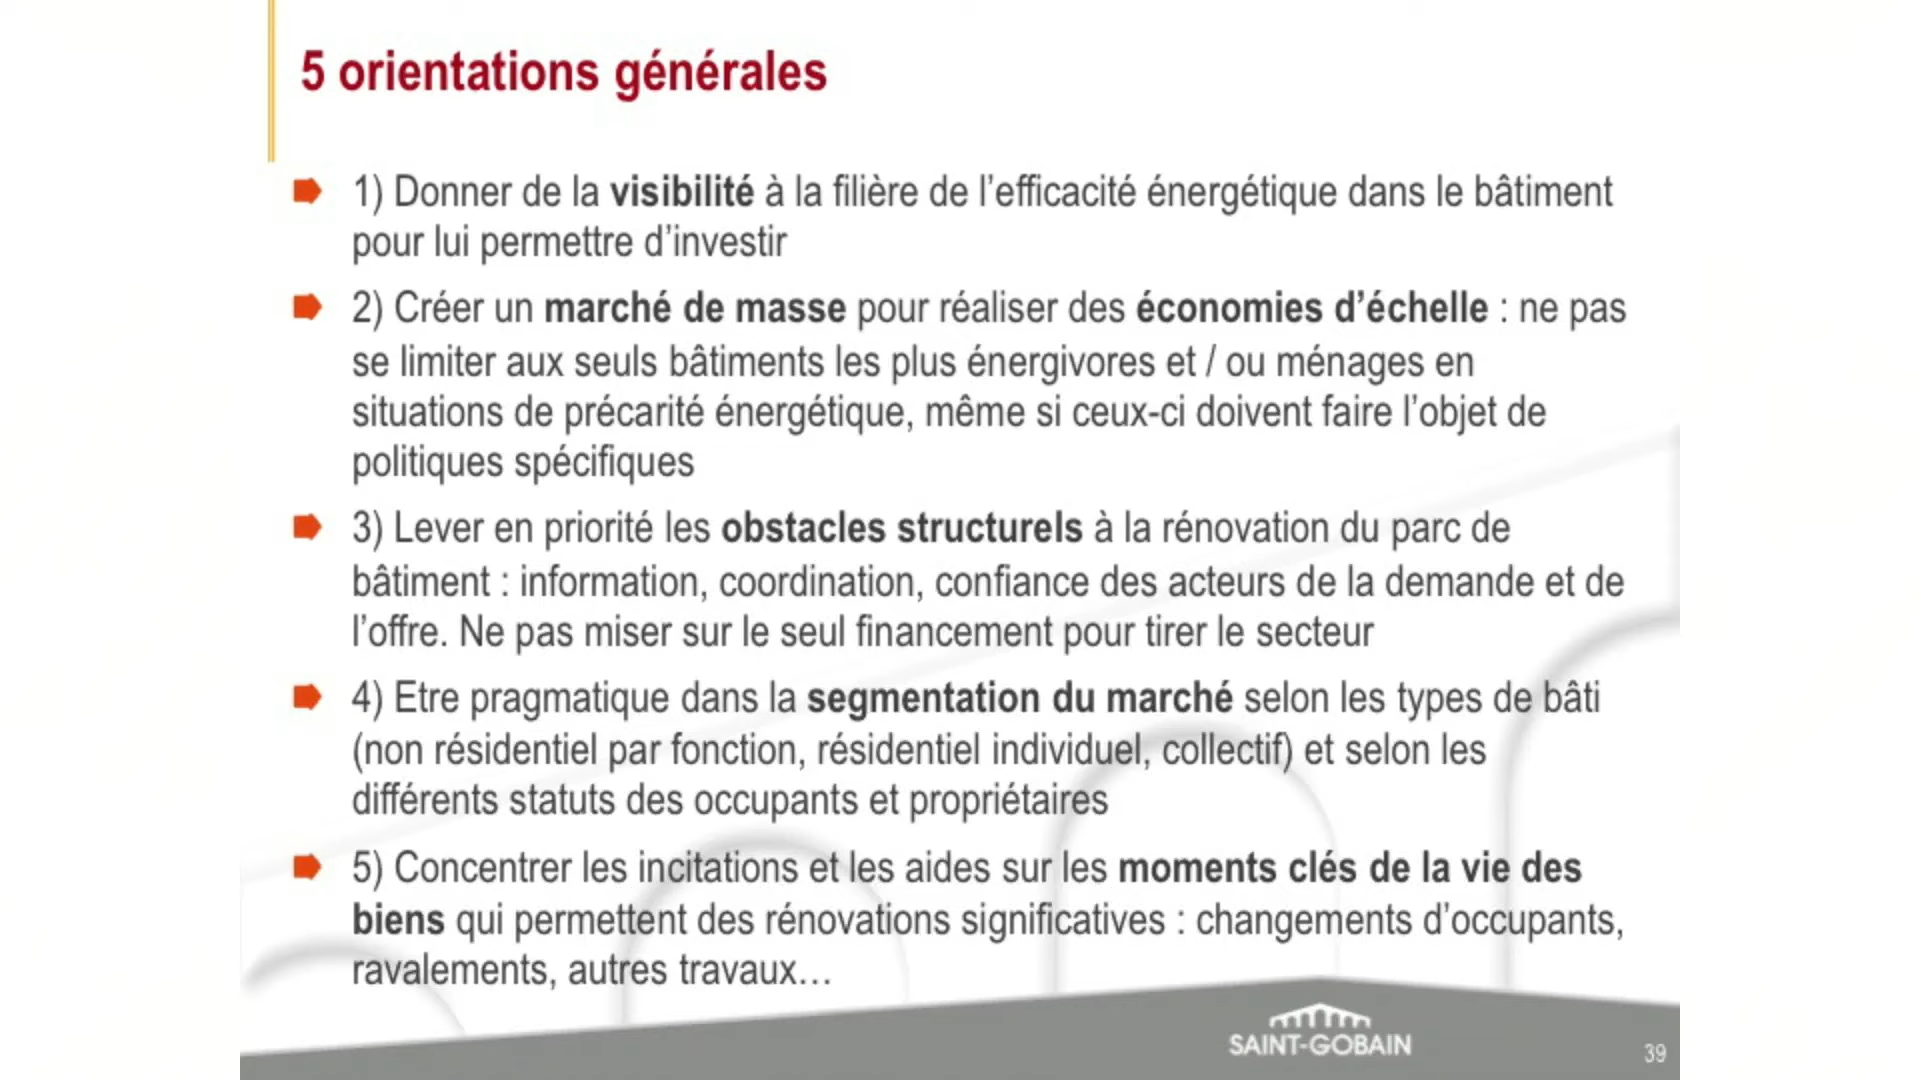 5 orientations générales
1) Donner de la visibilité à la filière de l’efficacité énergétique dans le bâtiment
pour lui permettre d’investir
2) Créer un marché de masse pour réaliser des économies d’échelle : ne pas
se limiter aux seuls bâtiments les plus énergivores et / ou ménages en
situations de précarité énergétique, même si ceux-ci doivent faire l’objet de
politiques spécifiques
3) Lever en priorité les obstacles structurels à la rénovation du parc de
bâtiment : information, coordination, confiance des acteurs de la demande et de
l’offre. Ne pas miser sur le seul financement pour tirer le secteur
4) Etre pragmatique dans la segmentation du marché selon les types de bâti
(non résidentiel par fonction, résidentiel individuel, collectif) et selon les
différents statuts des occupants et propriétaires
5) Concentrer les incitations et les aides sur les moments clés de la vie des
biens qui permettent des rénovations significatives : changements d’occupants,
ravalements, autres travaux…
SAINT-GOBAIN
39